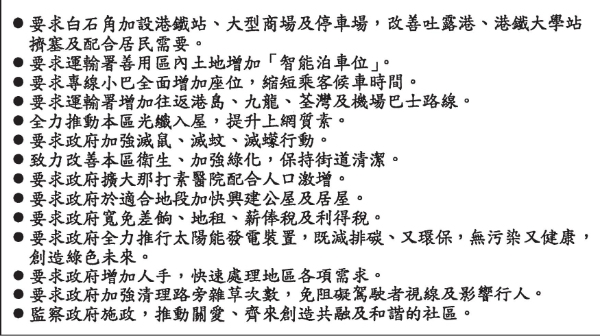 ● 要求白石角加設港鐵站、大型商場及停車場,改善吐露港、港鐵大學站
擠塞及配合居民需要。
● 要求運輸署善用區內土地增加「智能泊車位」。
● 要求專線小巴全面增加座位,縮短乘客候車時間。
● 要求運輸署增加往返港島、九龍、荃灣及機場巴士路線。
● 全力推動本區光纖入屋,提升上網質素。
● 要求政府加強滅鼠、滅蚊、滅蠓行動。
● 致力改善本區衛生、加強綠化,保持街道清潔。
● 要求政府擴大那打素醫院配合人口激增。
● 要求政府於適合地段加快興建公屋及居屋。
● 要求政府寬免差餉、地租、薪俸稅及利得稅。
● 要求政府全力推行太陽能發電裝置,既減排碳、又環保,無污染又健康,
創造綠色未來。
● 要求政府增加人手,快速處理地區各項需求。
● 要求政府加強清理路旁雜草次數,免阻礙駕駛者視線及影響行人。
● 監察政府施政,推動關愛、齊來創造共融及和諧的社區。